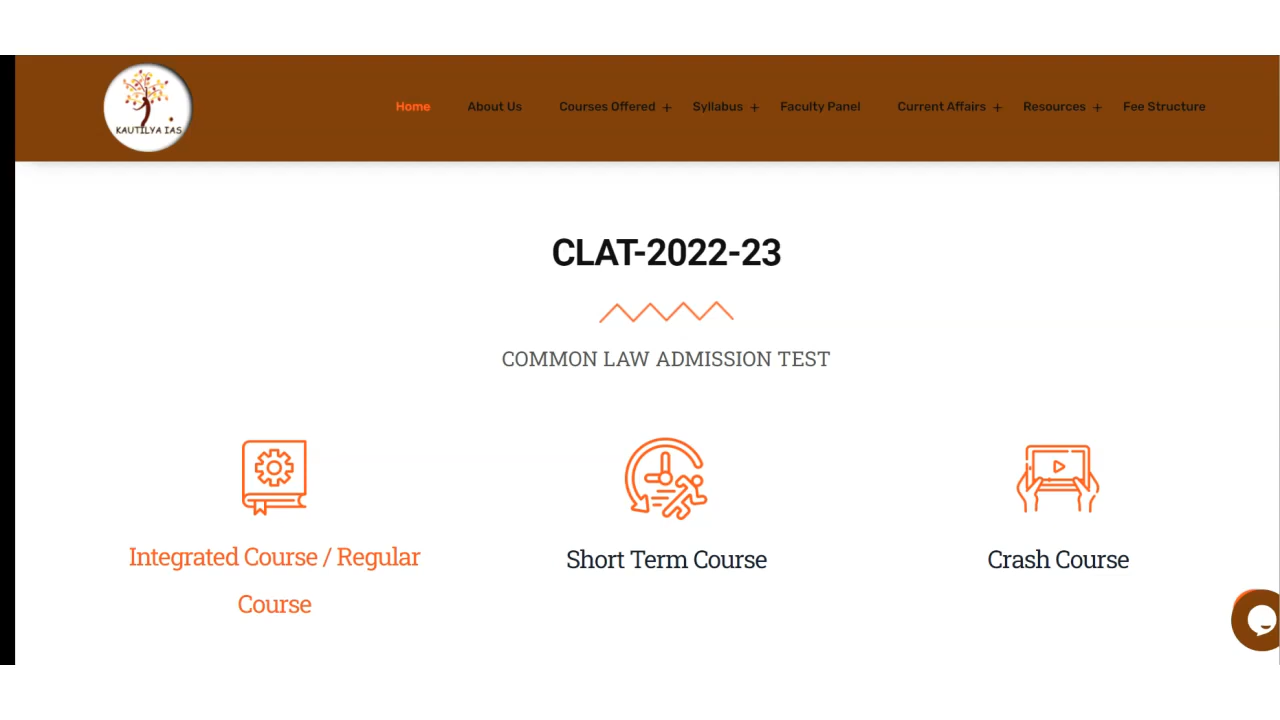 KAUTILYA IAS
Home About Us Courses Offered + Syllabus + Faculty Panel Current Affairs + Resources + Fee Structure
CLAT-2022-23
COMMON LAW ADMISSION TEST
Integrated Course / Regular
Course
Short Term Course
Crash Course